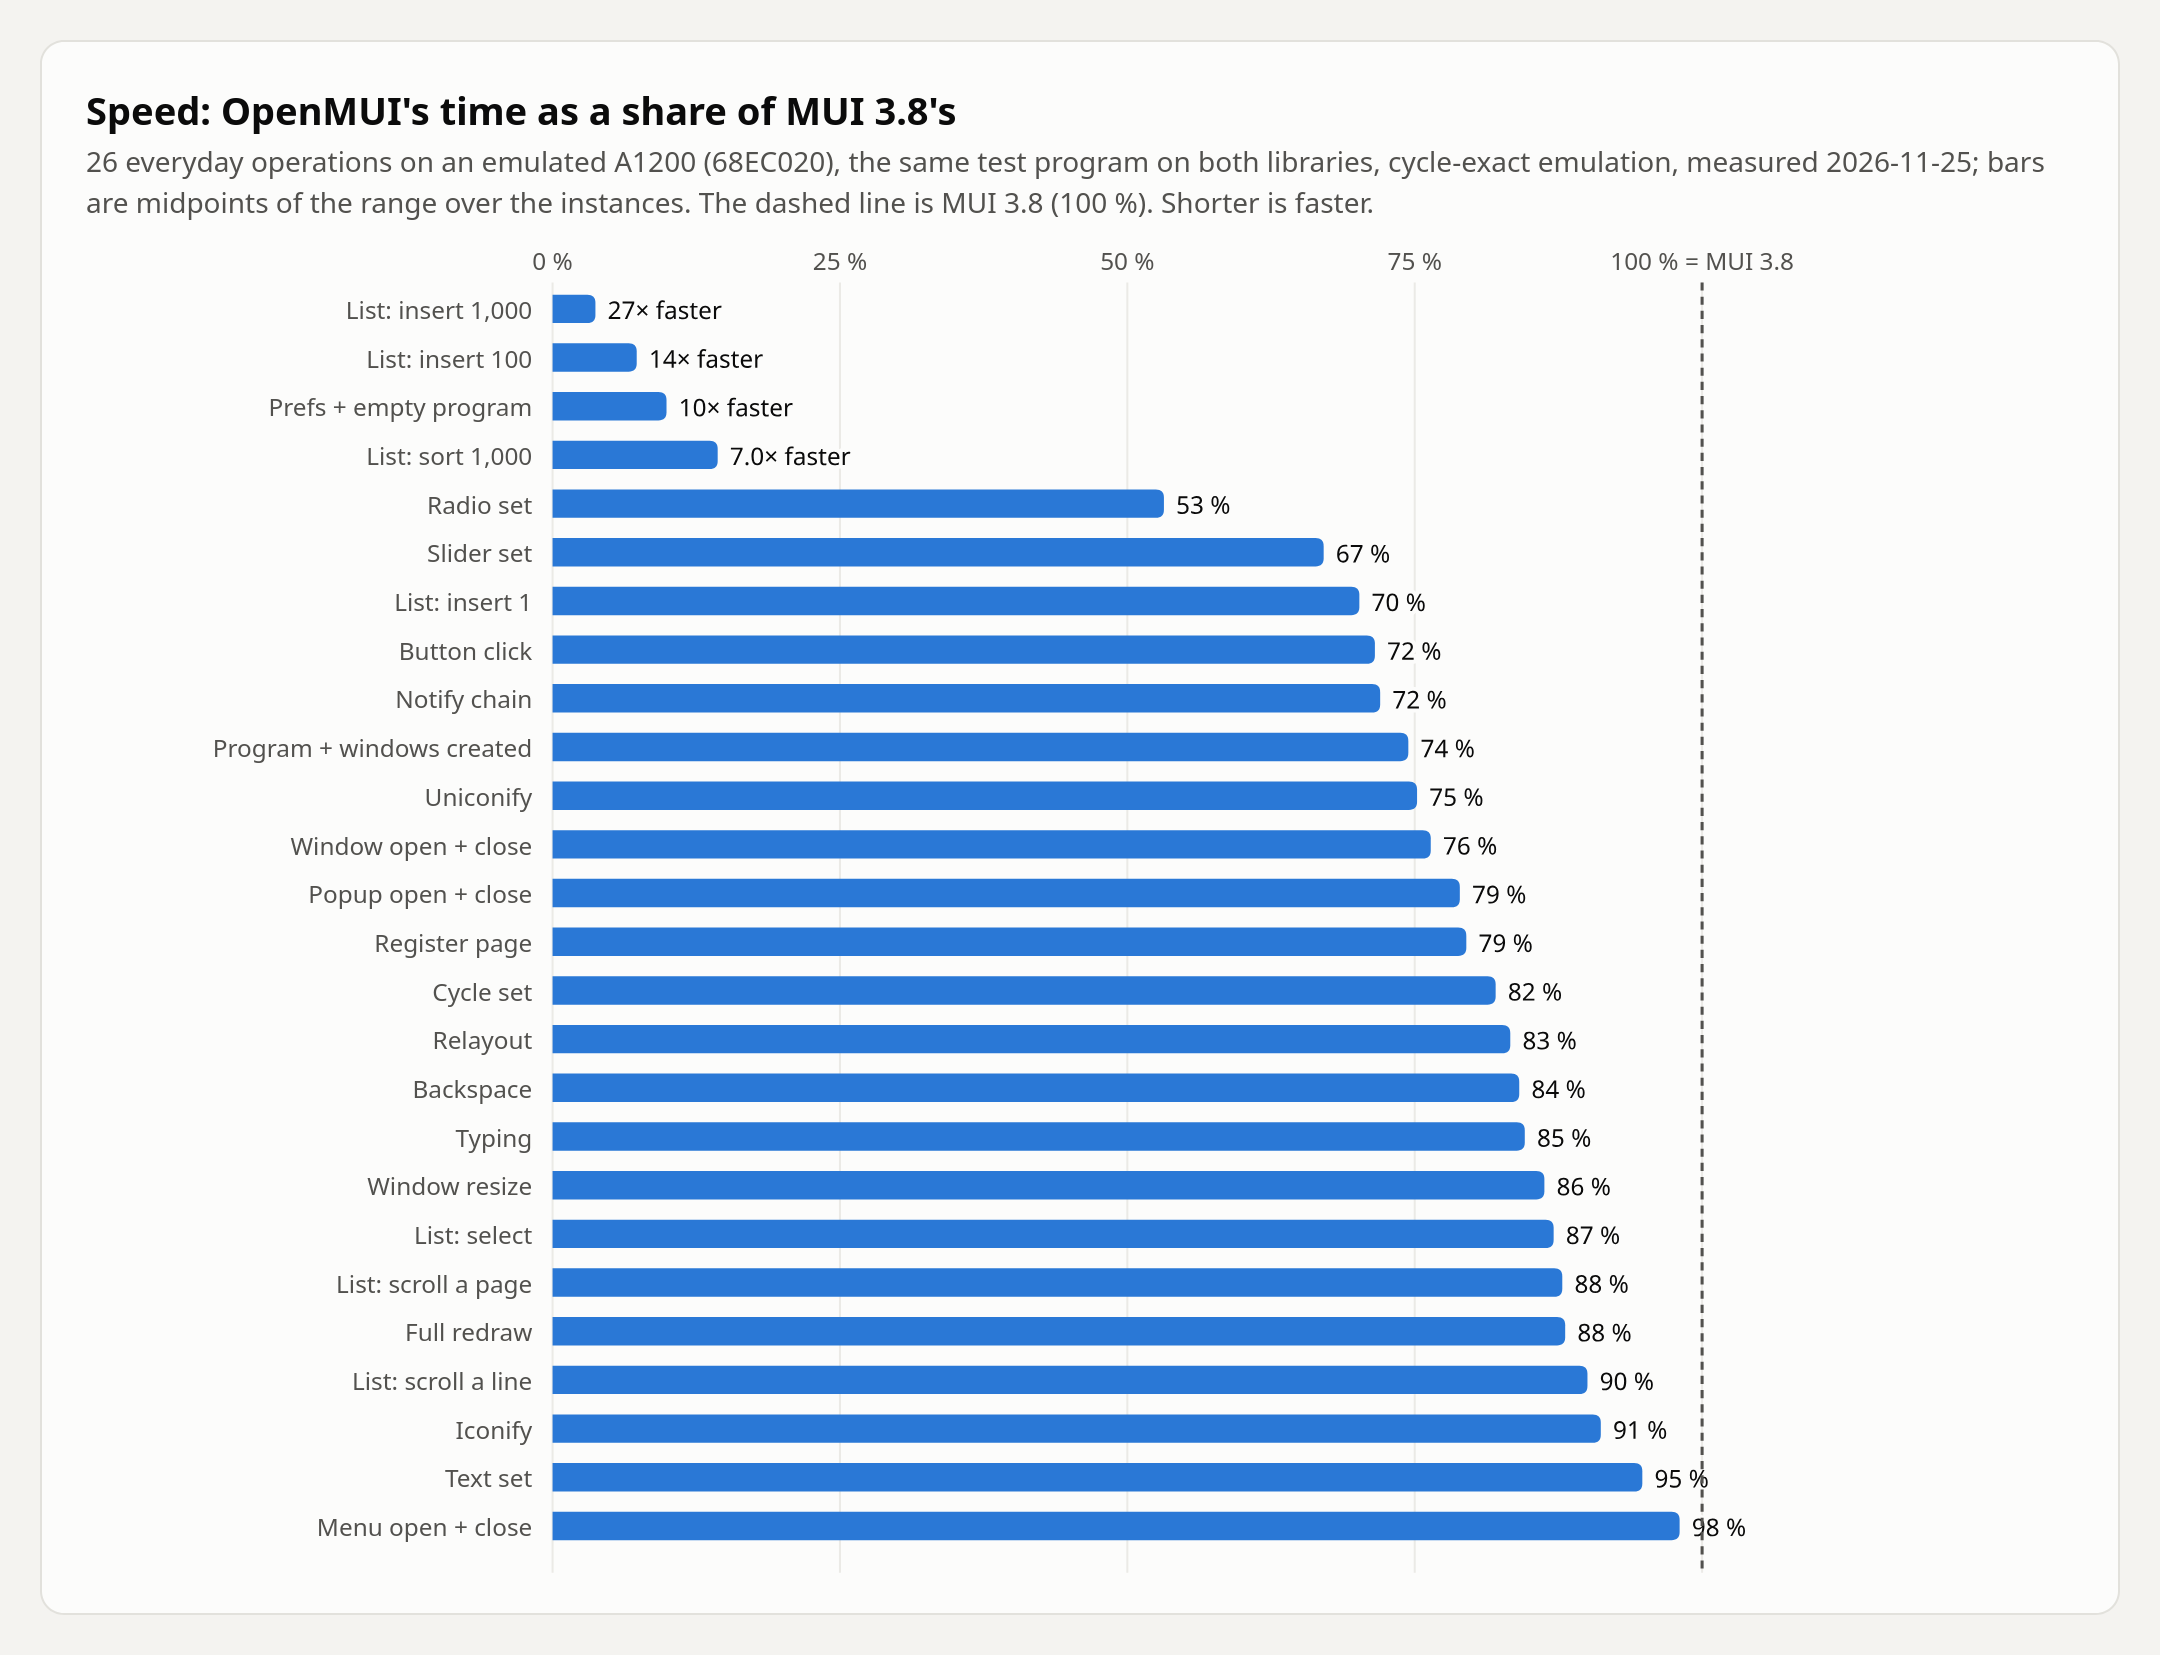 Speed: OpenMUI's time as a share of MUI 3.8's
26 everyday operations on an emulated A1200 (68EC020), the same test program on both libraries, cycle-exact emulation, measured 2026-11-25; bars
are midpoints of the range over the instances. The dashed line is MUI 3.8 (100 %). Shorter is faster.
0 % 25 % 50 % 75 % 100 % = MUI 3.8
List: insert 1,000 27× faster
List: insert 100 14× faster
Prefs + empty program 10× faster
List: sort 1,000 7.0× faster
Radio set 53 %
Slider set 67 %
List: insert 1 70 %
Button click 72 %
Notify chain 72 %
Program + windows created 74 %
Uniconify 75 %
Window open + close 76 %
Popup open + close 79 %
Register page 79 %
Cycle set 82 %
Relayout 83 %
Backspace 84 %
Typing 85 %
Window resize 86 %
List: select 87 %
List: scroll a page 88 %
Full redraw 88 %
List: scroll a line 90 %
Iconify 91 %
Text set 95 %
Menu open + close 98 %